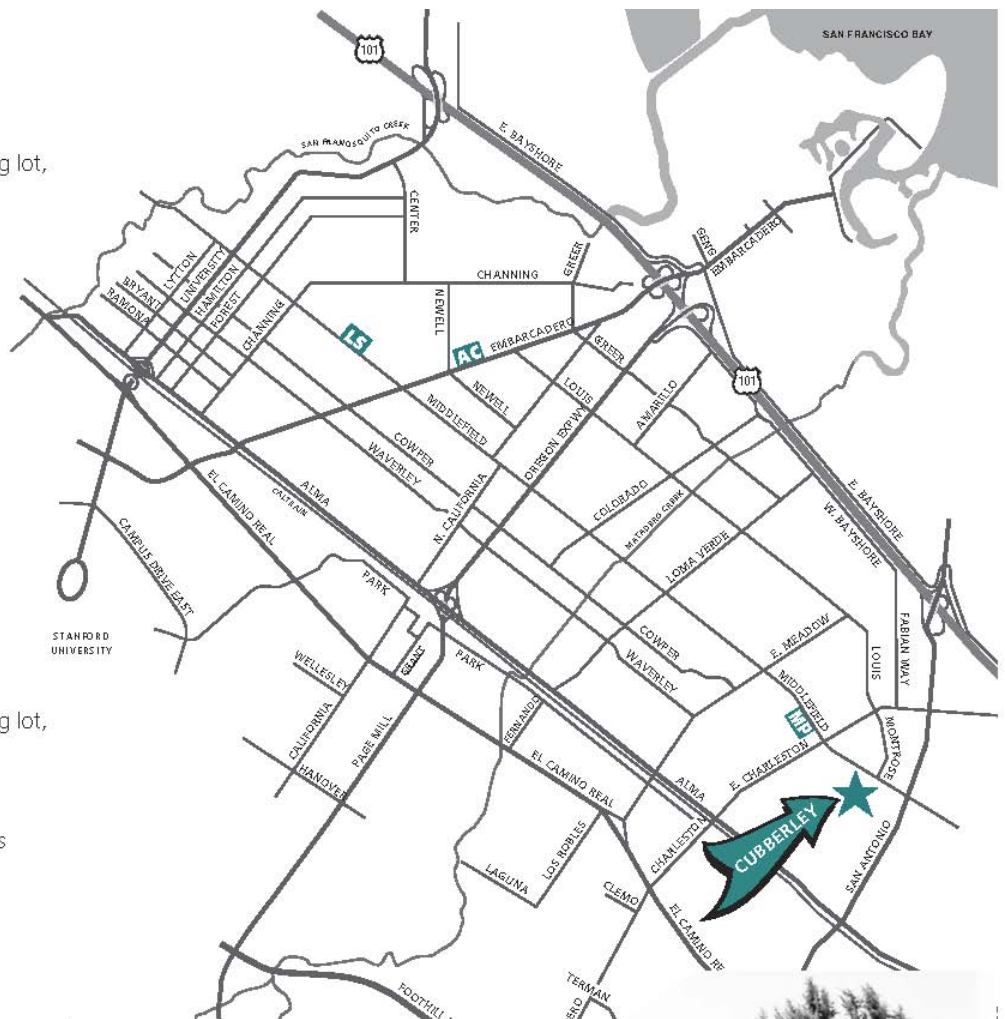 101
SAN FRANCISCO BAY
E. BAYSHORE
SAN FRANCISQUITO CREEK
g lot,
CENTER
GENG
EMBARCADERO
GREER
CHANNING
LYTTON
UNIVERSITY
HAMILTON
FOREST
BRYANT
RAMONA
CHANNING
NEWELL
LS
AC
EMBARCADERO
GREER
101
NEWELL
LOUIS
AMARILLO
MIDDLEFIELD
OREGON EXPWY
COWPER
WAVERLEY
EL CAMINO REAL
ALMA
CALTRAIN
N. CALIFORNIA
COLORADO
MATADERO CREEK
LOMA VERDE
E. BAYSHORE
W. BAYSHORE
CAMPUS DRIVE EAST
PARK
STANFORD
UNIVERSITY
WELLESLEY
GRANT
PARK
COWPER
WAVERLEY
E. MEADOW
LOUIS
FABIAN WAY
MIDDLEFIELD
MP
MONTROSE
g lot,
CALIFORNIA
PAGE MILL
HANOVER
FERNANDO
EL CAMINO REAL
ALMA
E. CHARLESTON
CHARLESTON
CUBBERLEY
SAN ANTONIO
s
LAGUNA
LOS ROBLES
CLEMO
EL CAMINO RE
TERMAN
ERO
FOOTHILL